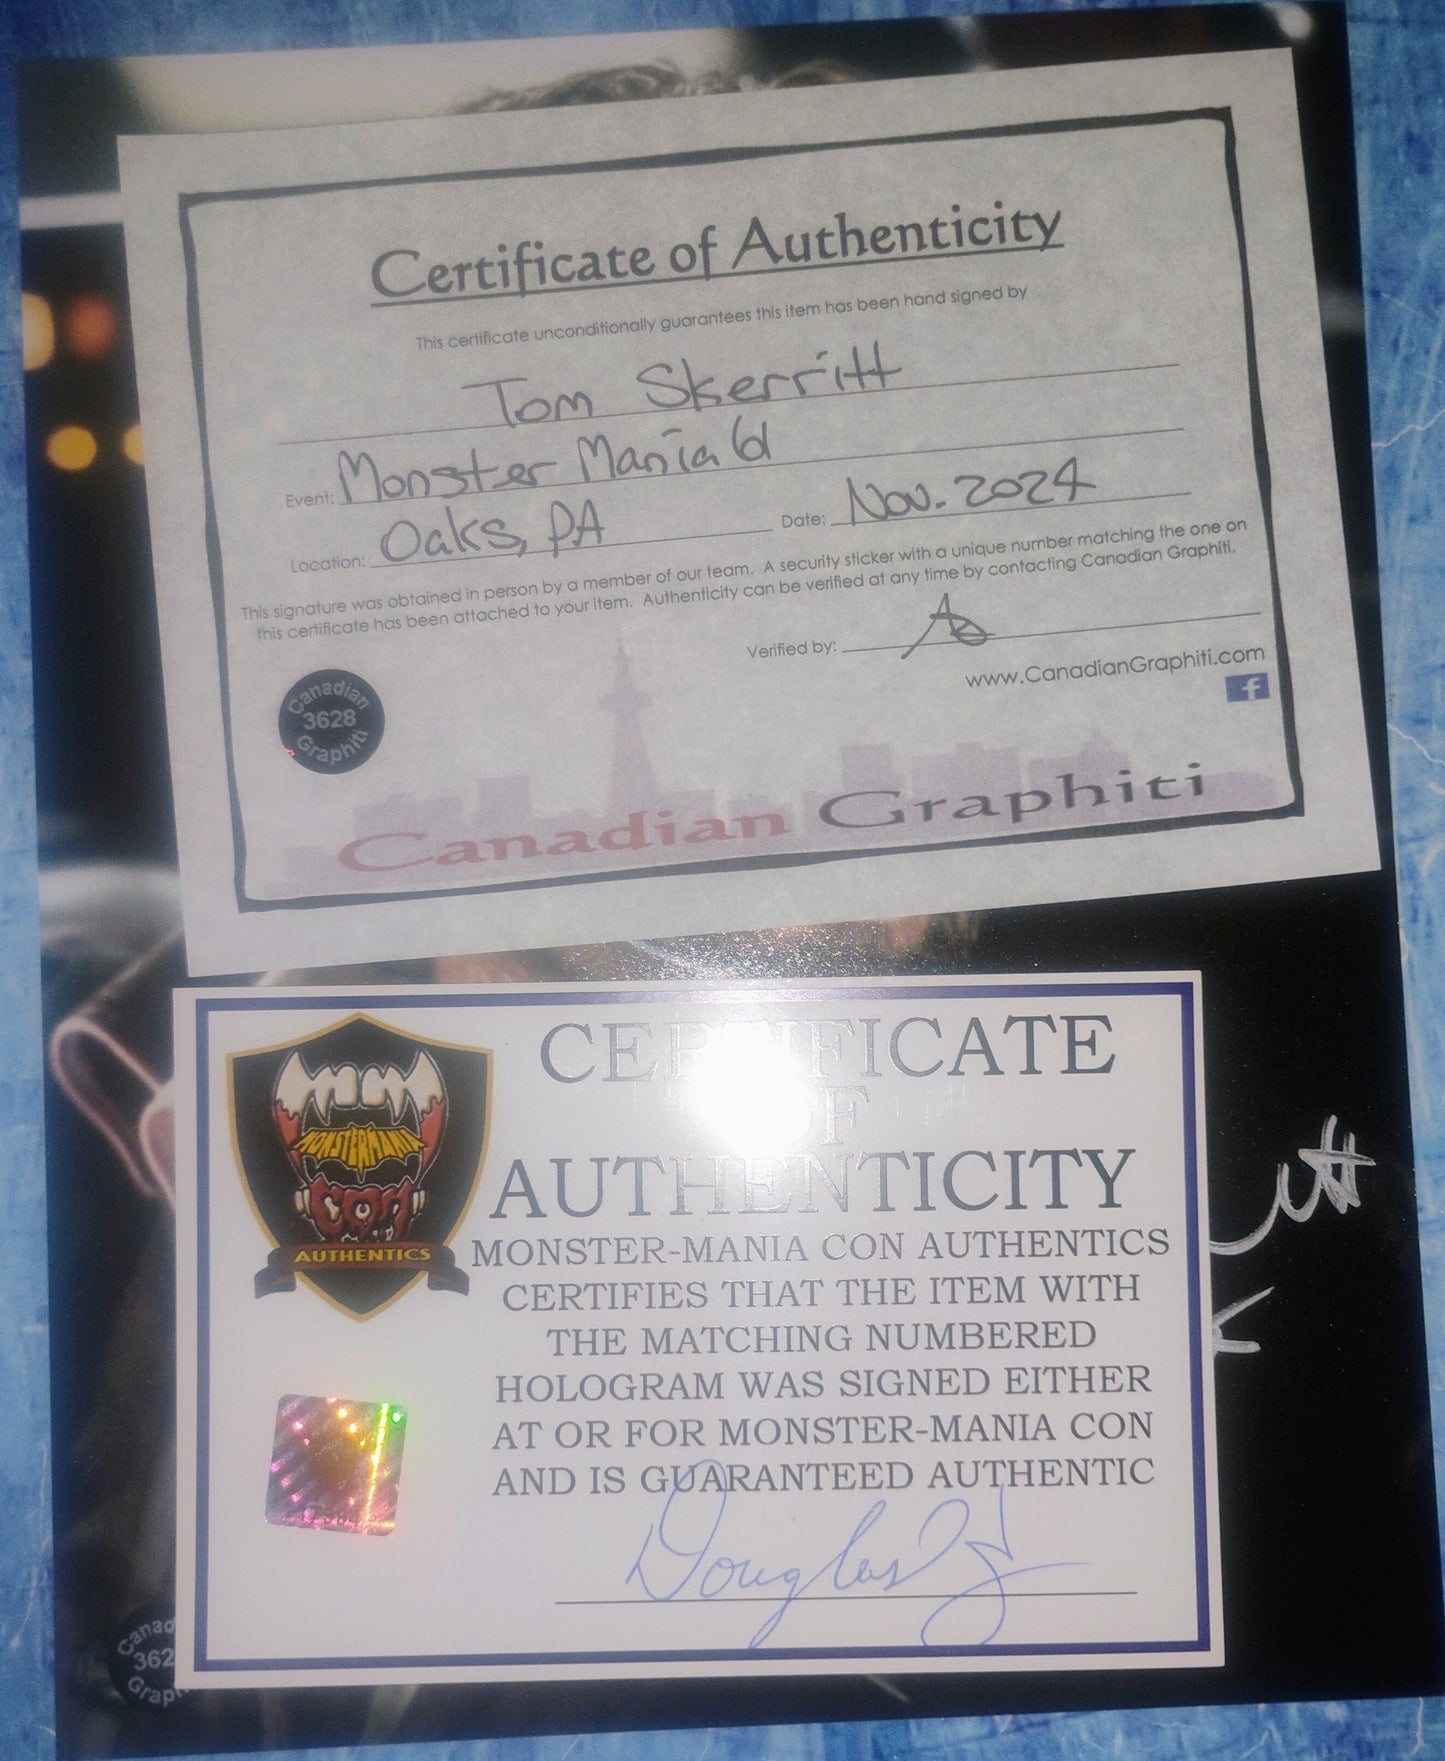 Certificate of Authenticity
This certificate unconditionally guarantees this item has been hand signed by
Tom Skerritt
Event: Monster Mania 61
Location: Oaks, PA Date: Nov. 2024
This signature was obtained in person by a member of our team. A security sticker with a unique number matching the one on
this certificate has been attached to your item. Authenticity can be verified at any time by contacting Canadian Graphiti.
Verified by:
www.CanadianGraphiti.com
f
Canadian
3628
Graphiti
Canadian Graphiti
CERTIFICATE
OF
AUTHENTICITY
MM
MONSTERMANIA
CON
AUTHENTICS
MONSTER-MANIA CON AUTHENTICS
CERTIFIES THAT THE ITEM WITH
THE MATCHING NUMBERED
HOLOGRAM WAS SIGNED EITHER
AT OR FOR MONSTER-MANIA CON
AND IS GUARANTEED AUTHENTIC
Douglas
Canad
362
Grap